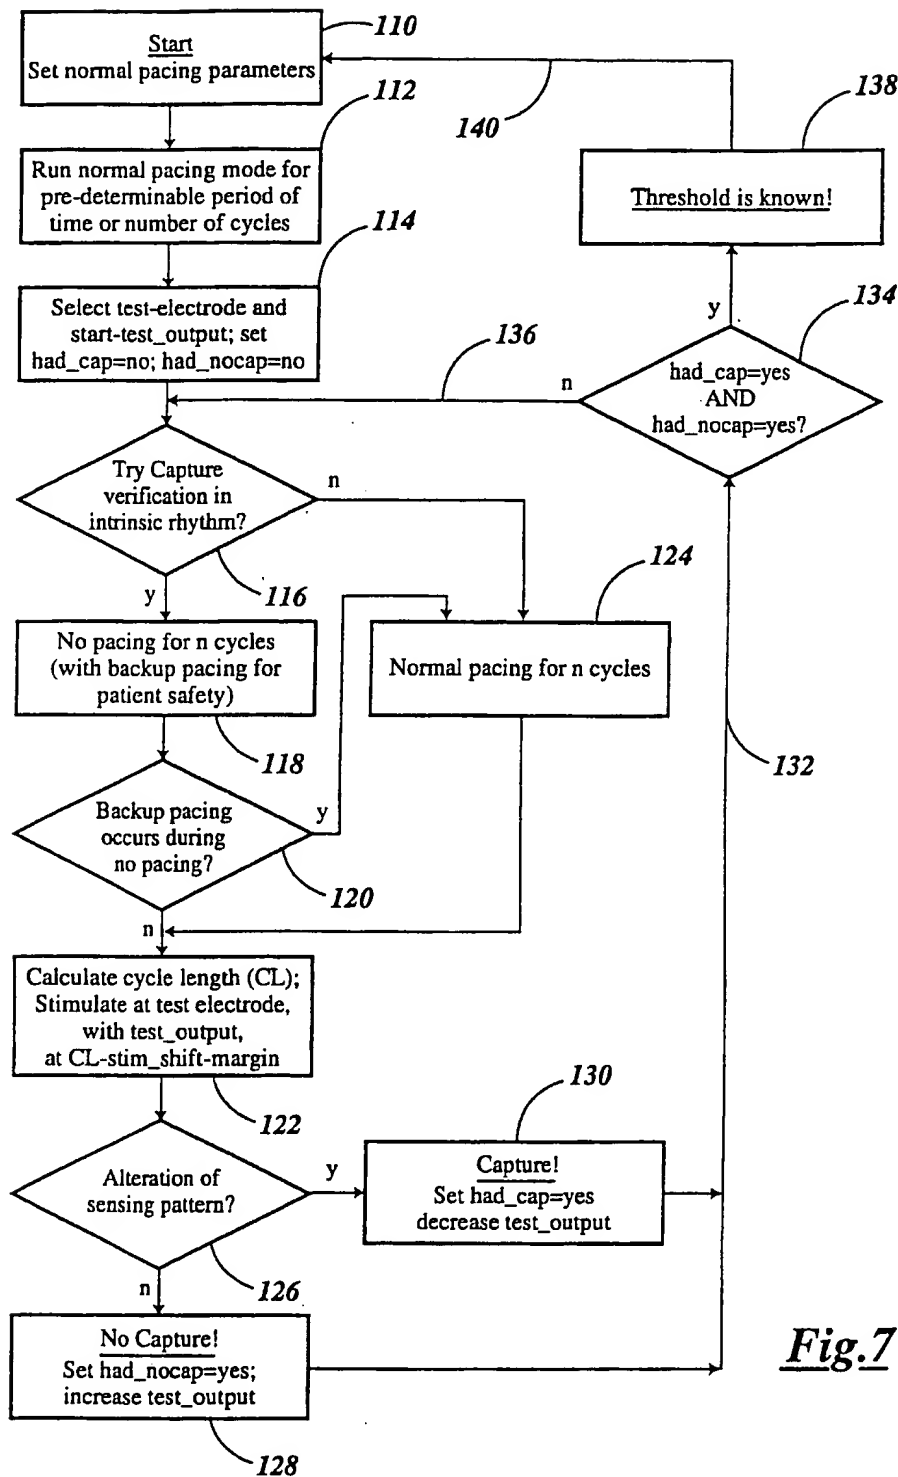 110
Start
Set normal pacing parameters
140
138
Threshold is known!
112
Run normal pacing mode for
pre-determinable period of
time or number of cycles
114
Select test-electrode and
start-test_output; set
had_cap=no; had_nocap=no
136
134
y
n
had_cap=yes
AND
had_nocap=yes?
Try Capture
verification in
intrinsic rhythm?
n
y
116
124
Normal pacing for n cycles
No pacing for n cycles
(with backup pacing for
patient safety)
118
132
Backup pacing
occurs during
no pacing?
y
n
120
Calculate cycle length (CL);
Stimulate at test electrode,
with test_output,
at CL-stim_shift-margin
122
130
Alteration of
sensing pattern?
y
n
126
Capture!
Set had_cap=yes
decrease test_output
No Capture!
Set had_nocap=yes;
increase test_output
128
Fig.7